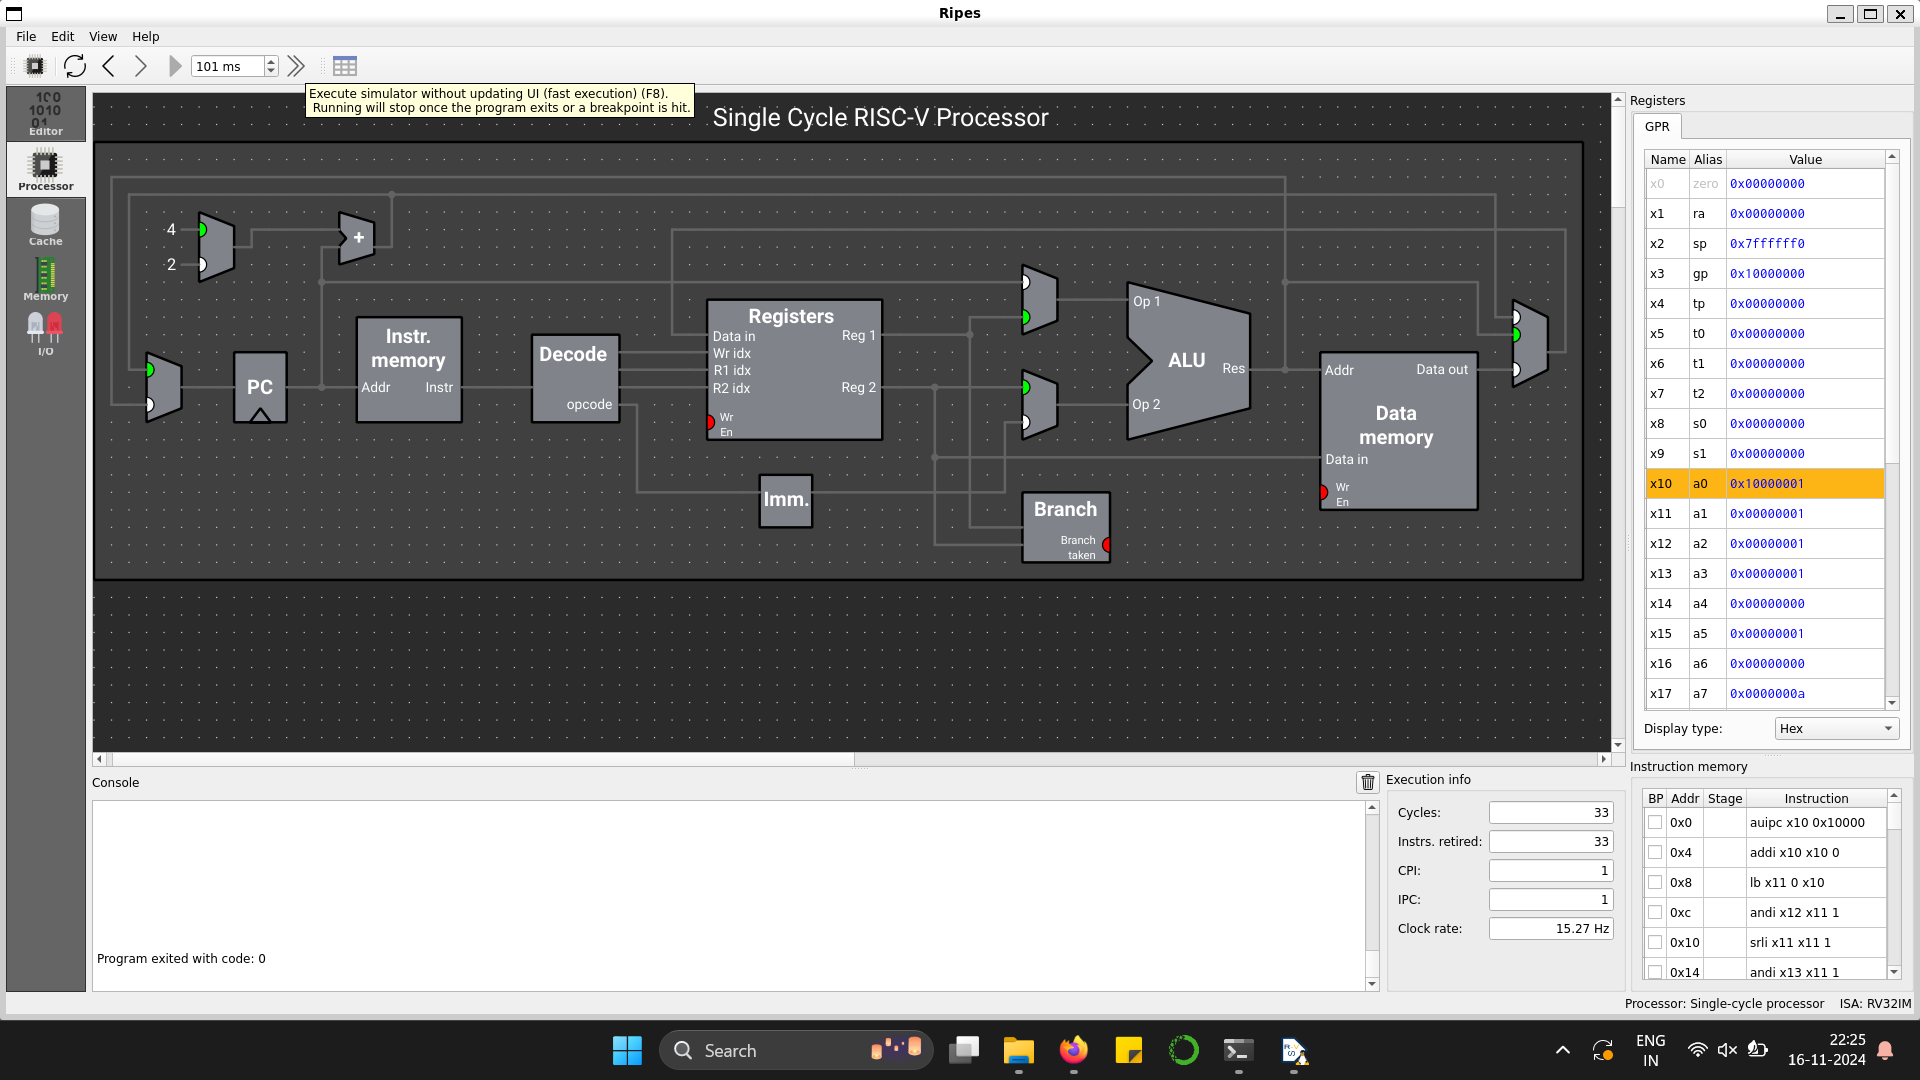 Ripes
File Edit View Help
101 ms
Execute simulator without updating UI (fast execution) (F8).
Running will stop once the program exits or a breakpoint is hit.
Editor
Processor
Cache
Memory
I/O
Single Cycle RISC-V Processor
4
2
+
PC
Instr.
memory
Addr Instr
Decode
opcode
Registers
Data in Reg 1
Wr idx
R1 idx
R2 idx Reg 2
Wr
En
Imm.
Op 1
ALU
Res
Op 2
Branch
Branch
taken
Addr Data out
Data
memory
Data in
Wr
En
Registers
GPR
Name Alias Value
x0 zero 0x00000000
x1 ra 0x00000000
x2 sp 0x7ffffff0
x3 gp 0x10000000
x4 tp 0x00000000
x5 t0 0x00000000
x6 t1 0x00000000
x7 t2 0x00000000
x8 s0 0x00000000
x9 s1 0x00000000
x10 a0 0x10000001
x11 a1 0x00000001
x12 a2 0x00000001
x13 a3 0x00000001
x14 a4 0x00000000
x15 a5 0x00000001
x16 a6 0x00000000
x17 a7 0x0000000a
Display type: Hex
Console
Program exited with code: 0
Execution info
Cycles: 33
Instrs. retired: 33
CPI: 1
IPC: 1
Clock rate: 15.27 Hz
Instruction memory
BP Addr Stage Instruction
0x0 auipc x10 0x10000
0x4 addi x10 x10 0
0x8 lb x11 0 x10
0xc andi x12 x11 1
0x10 srli x11 x11 1
0x14 andi x13 x11 1
Processor: Single-cycle processor ISA: RV32IM
Search
ENG
IN
22:25
16-11-2024